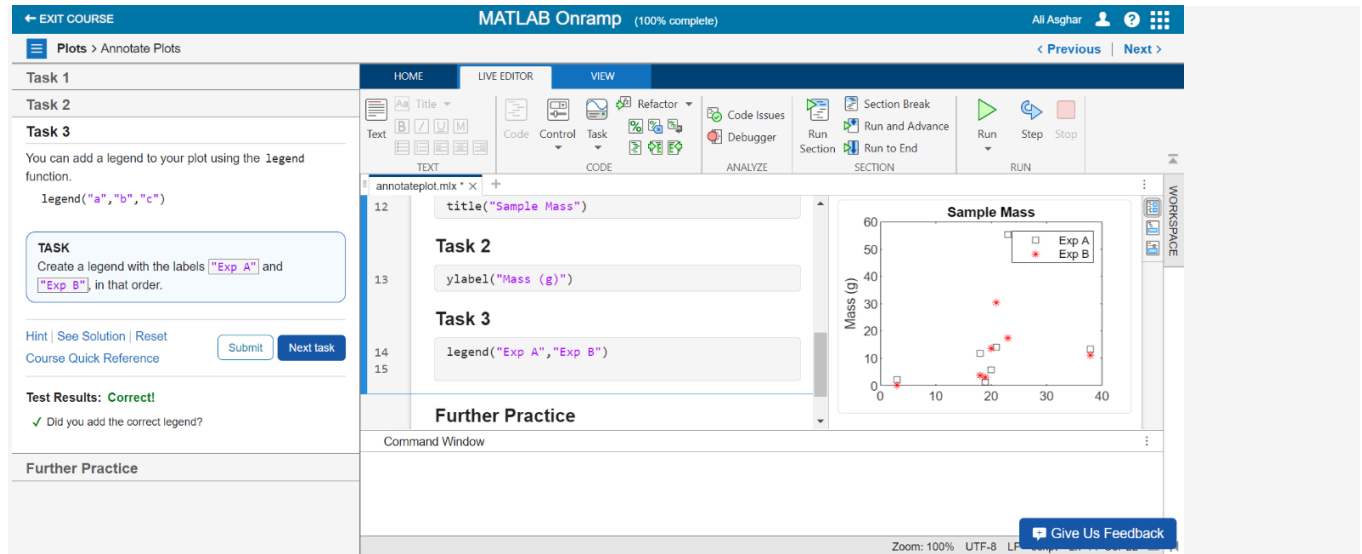 ← EXIT COURSE
MATLAB Onramp (100% complete)
Ali Asghar
Plots > Annotate Plots
< Previous | Next >
Task 1
Task 2
Task 3
You can add a legend to your plot using the legend
function.
legend("a","b","c")
TASK
Create a legend with the labels "Exp A" and
"Exp B", in that order.
Hint | See Solution | Reset
Course Quick Reference
Submit
Next task
Test Results: Correct!
✓ Did you add the correct legend?
Further Practice
HOME
LIVE EDITOR
VIEW
Text
Aa Title
B I U M
TEXT
Code
Control
Task
Refactor
CODE
Code Issues
Debugger
ANALYZE
Run
Section
Section Break
Run and Advance
Run to End
SECTION
Run
Step
Stop
RUN
annotateplot.mlx *
12 title("Sample Mass")
Task 2
13 ylabel("Mass (g)")
Task 3
14 legend("Exp A","Exp B")
15
Further Practice
Sample Mass
Mass (g)
60
50
40
30
20
10
0
0 10 20 30 40
Exp A
Exp B
WORKSPACE
Command Window
Give Us Feedback
Zoom: 100% UTF-8